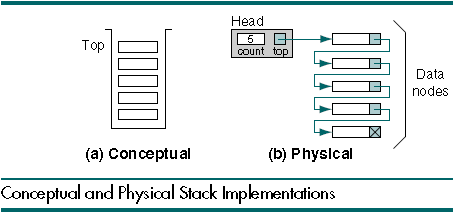 Top
(a) Conceptual
Head
5
count top
Data
nodes
(b) Physical
Conceptual and Physical Stack Implementations